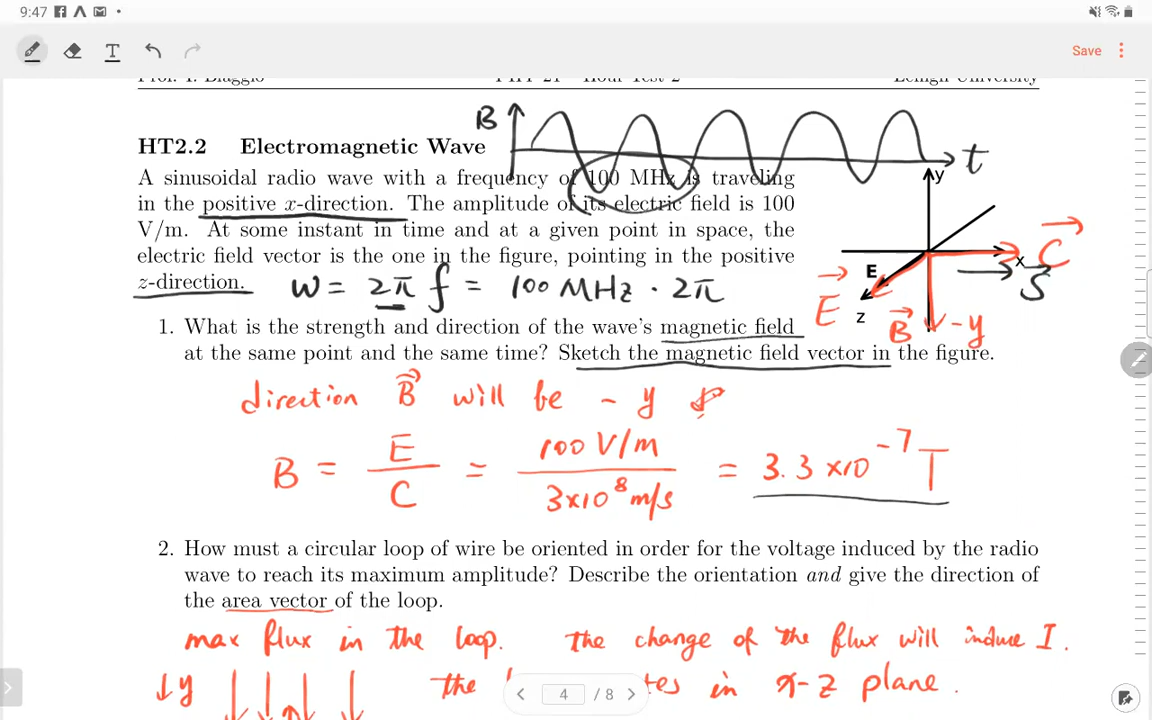 9:47
Save
B
t
HT2.2 Electromagnetic Wave
A sinusoidal radio wave with a frequency of 100 MHz is traveling
in the positive x-direction. The amplitude of its electric field is 100
V/m. At some instant in time and at a given point in space, the
electric field vector is the one in the figure, pointing in the positive
z-direction.
w = 2π f = 100 MHz · 2π
y
x
C
E
z
E
B
-y
S
1. What is the strength and direction of the wave's magnetic field
at the same point and the same time? Sketch the magnetic field vector in the figure.
direction B will be - y
B = E / C = 100 V/m / 3x10⁸ m/s = 3.3 x10⁻⁷ T
2. How must a circular loop of wire be oriented in order for the voltage induced by the radio
wave to reach its maximum amplitude? Describe the orientation and give the direction of
the area vector of the loop.
max flux in the loop. The change of the flux will induce I.
↓y
the tes in x-z plane.
4 / 8